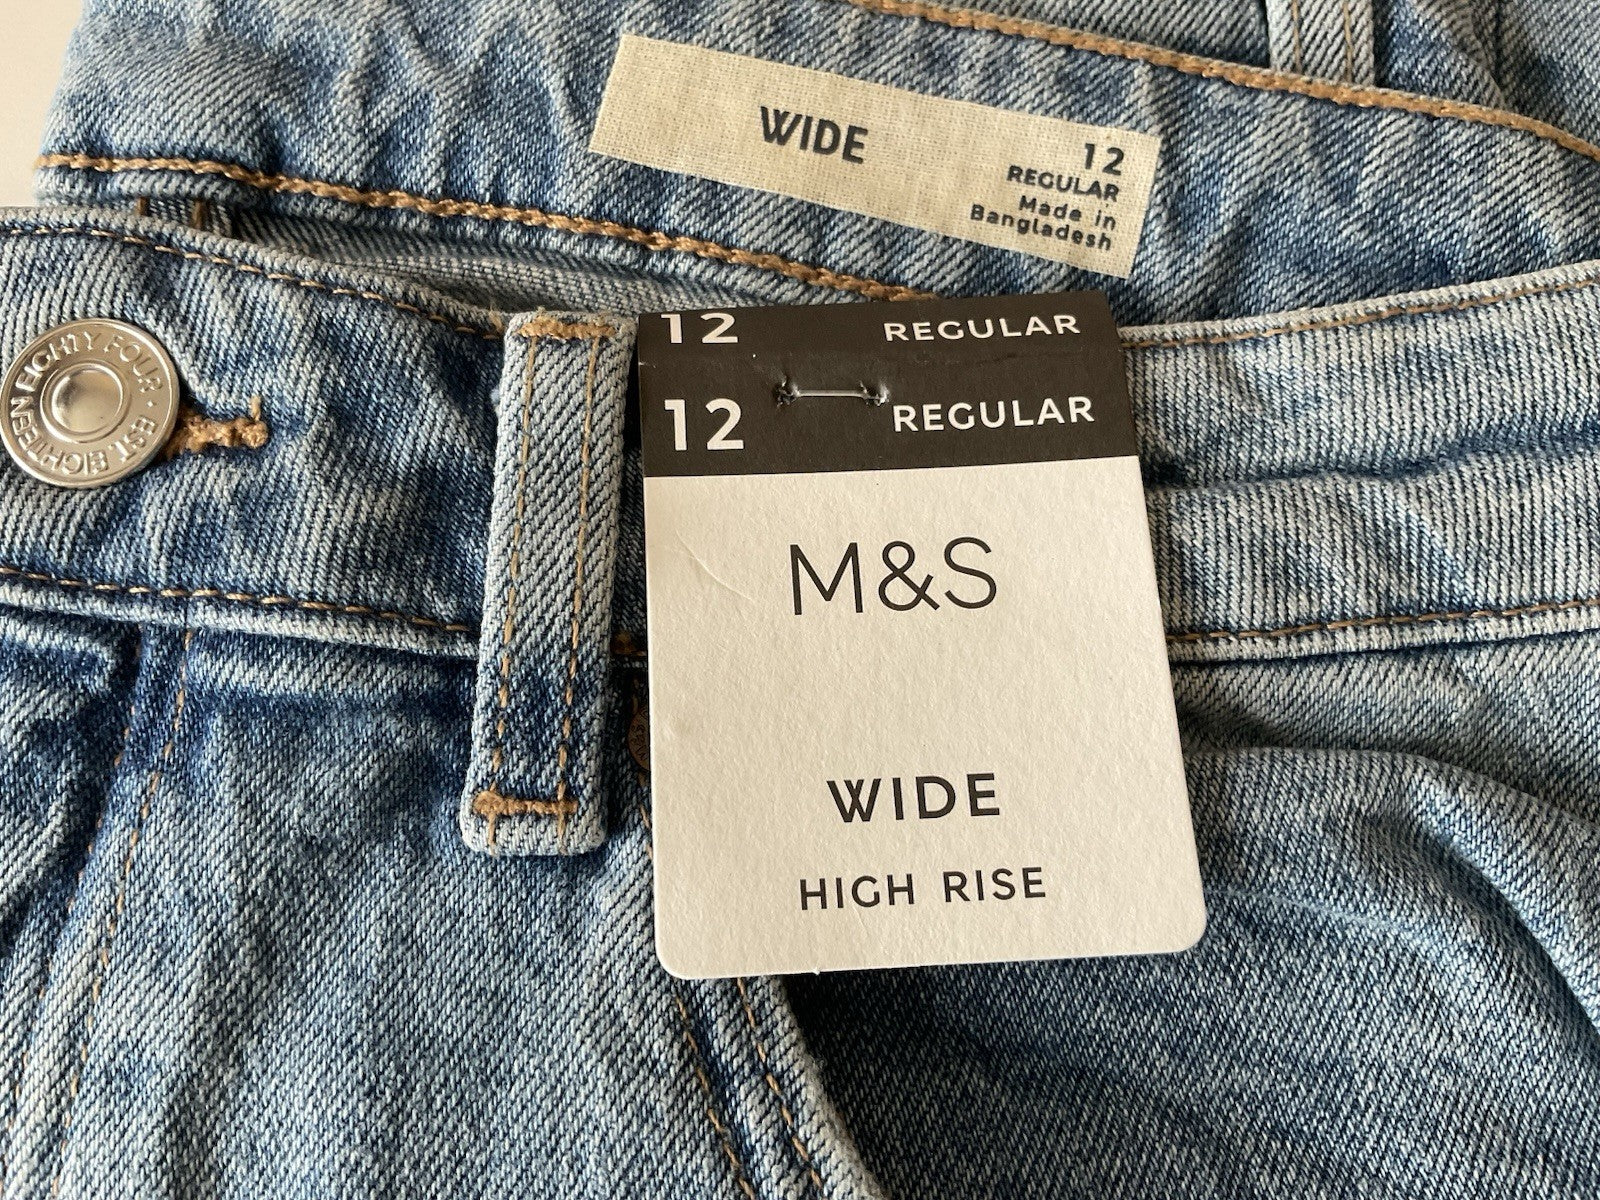 WIDE
12
REGULAR
Made in
Bangladesh
12 REGULAR
12 REGULAR
M&S
WIDE
HIGH RISE
EST. EIGHTEEN EIGHTY FOUR •